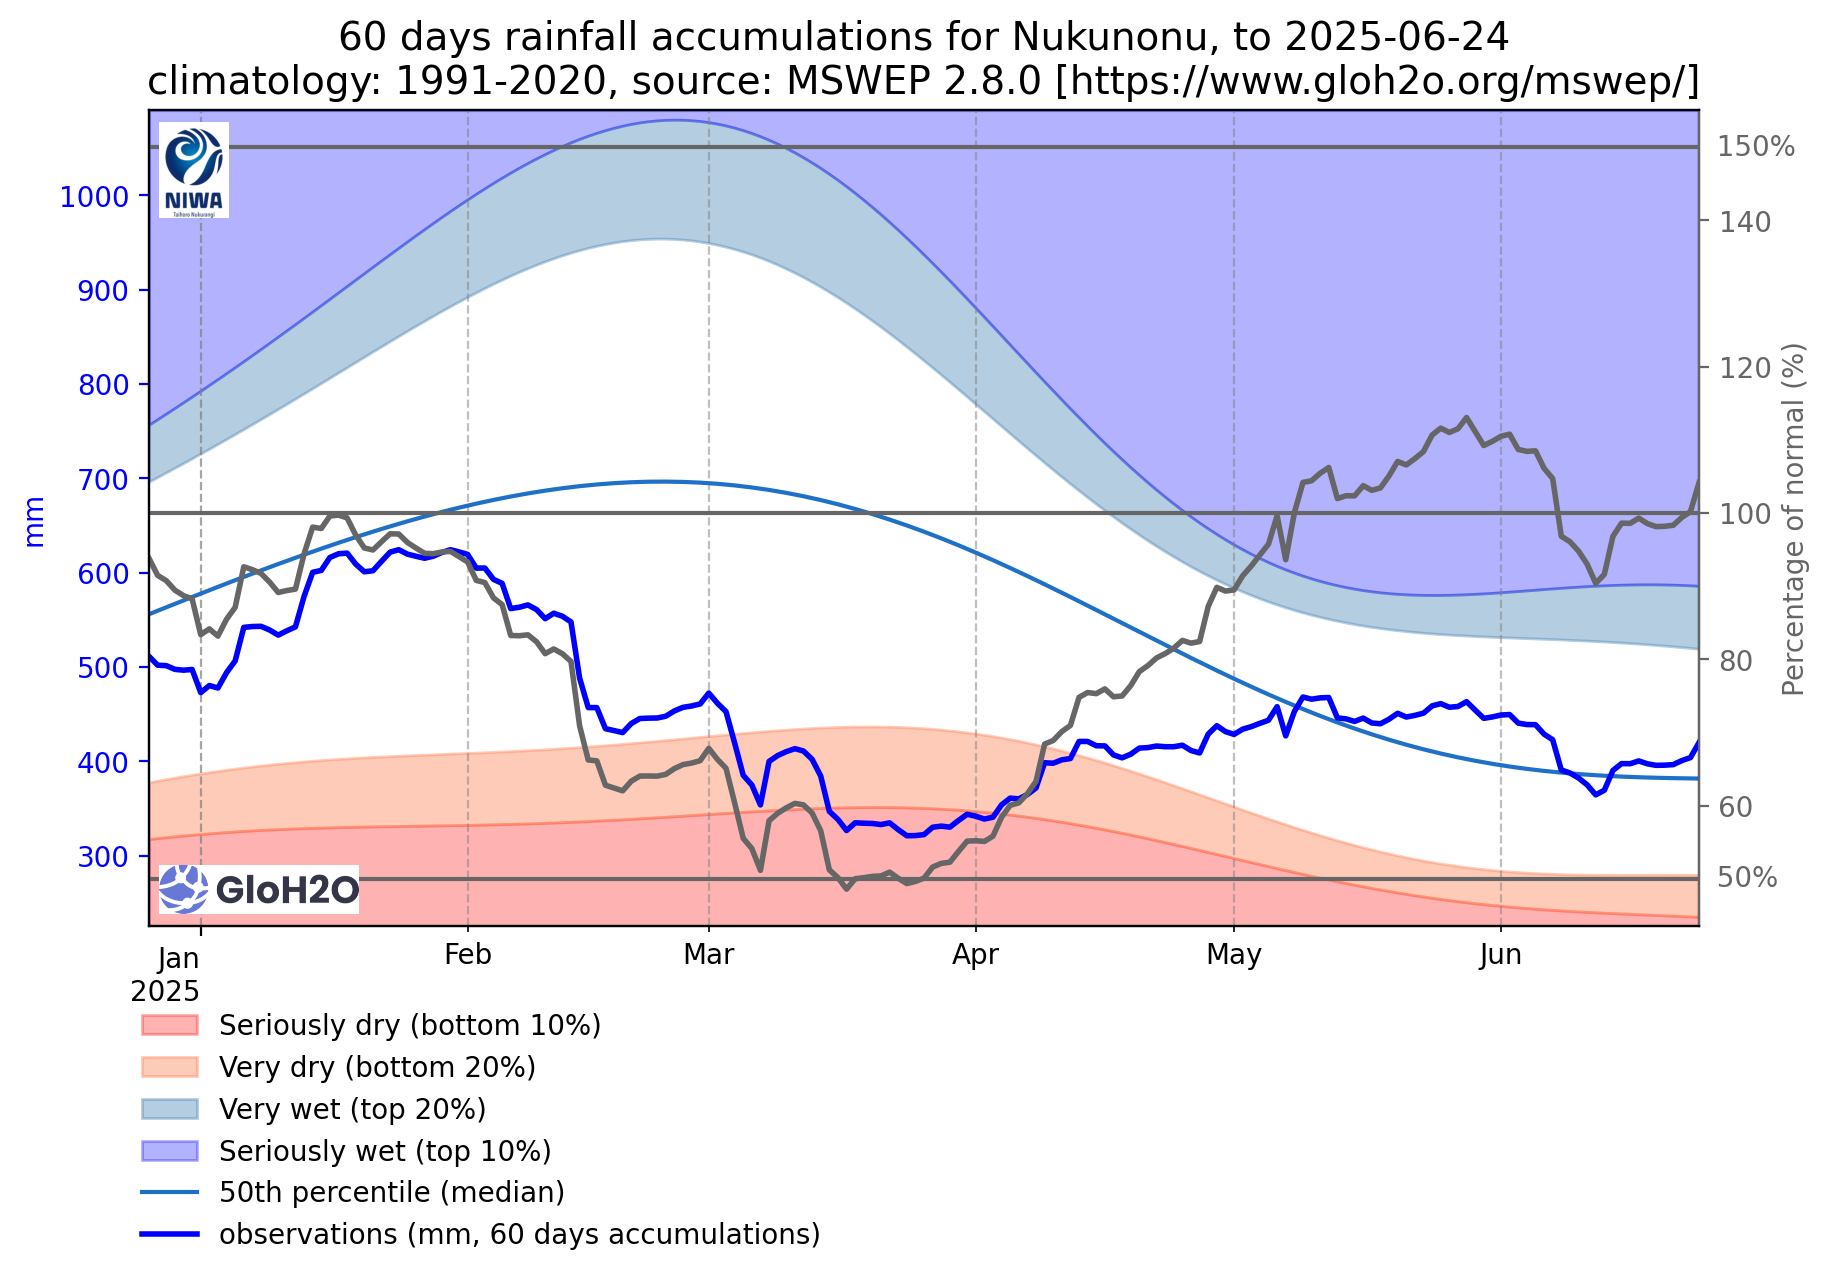 60 days rainfall accumulations for Nukunonu, to 2025-06-24
climatology: 1991-2020, source: MSWEP 2.8.0 [https://www.gloh2o.org/mswep/]
NIWA
Taihoro Nukurangi
1000
900
800
700
600
500
400
300
mm
150%
140
120
100
80
60
50%
Percentage of normal (%)
GloH2O
Jan
2025
Feb
Mar
Apr
May
Jun
Seriously dry (bottom 10%)
Very dry (bottom 20%)
Very wet (top 20%)
Seriously wet (top 10%)
50th percentile (median)
observations (mm, 60 days accumulations)